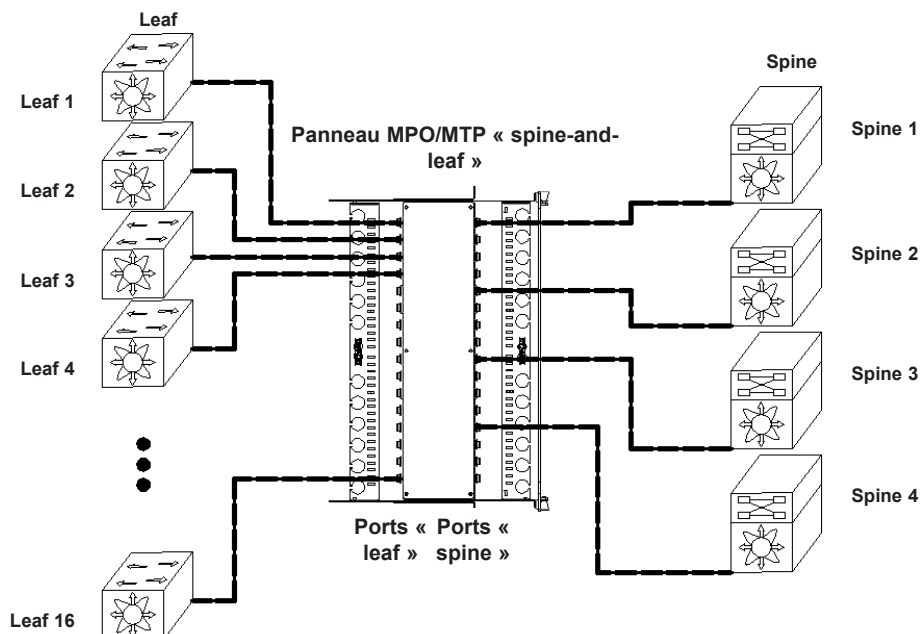 Leaf
Spine
Leaf 1
Spine 1
Panneau MPO/MTP « spine-and-
leaf »
Leaf 2
Spine 2
Leaf 3
Leaf 4
Spine 3
Spine 4
Ports «
leaf »
Ports «
spine »
Leaf 16